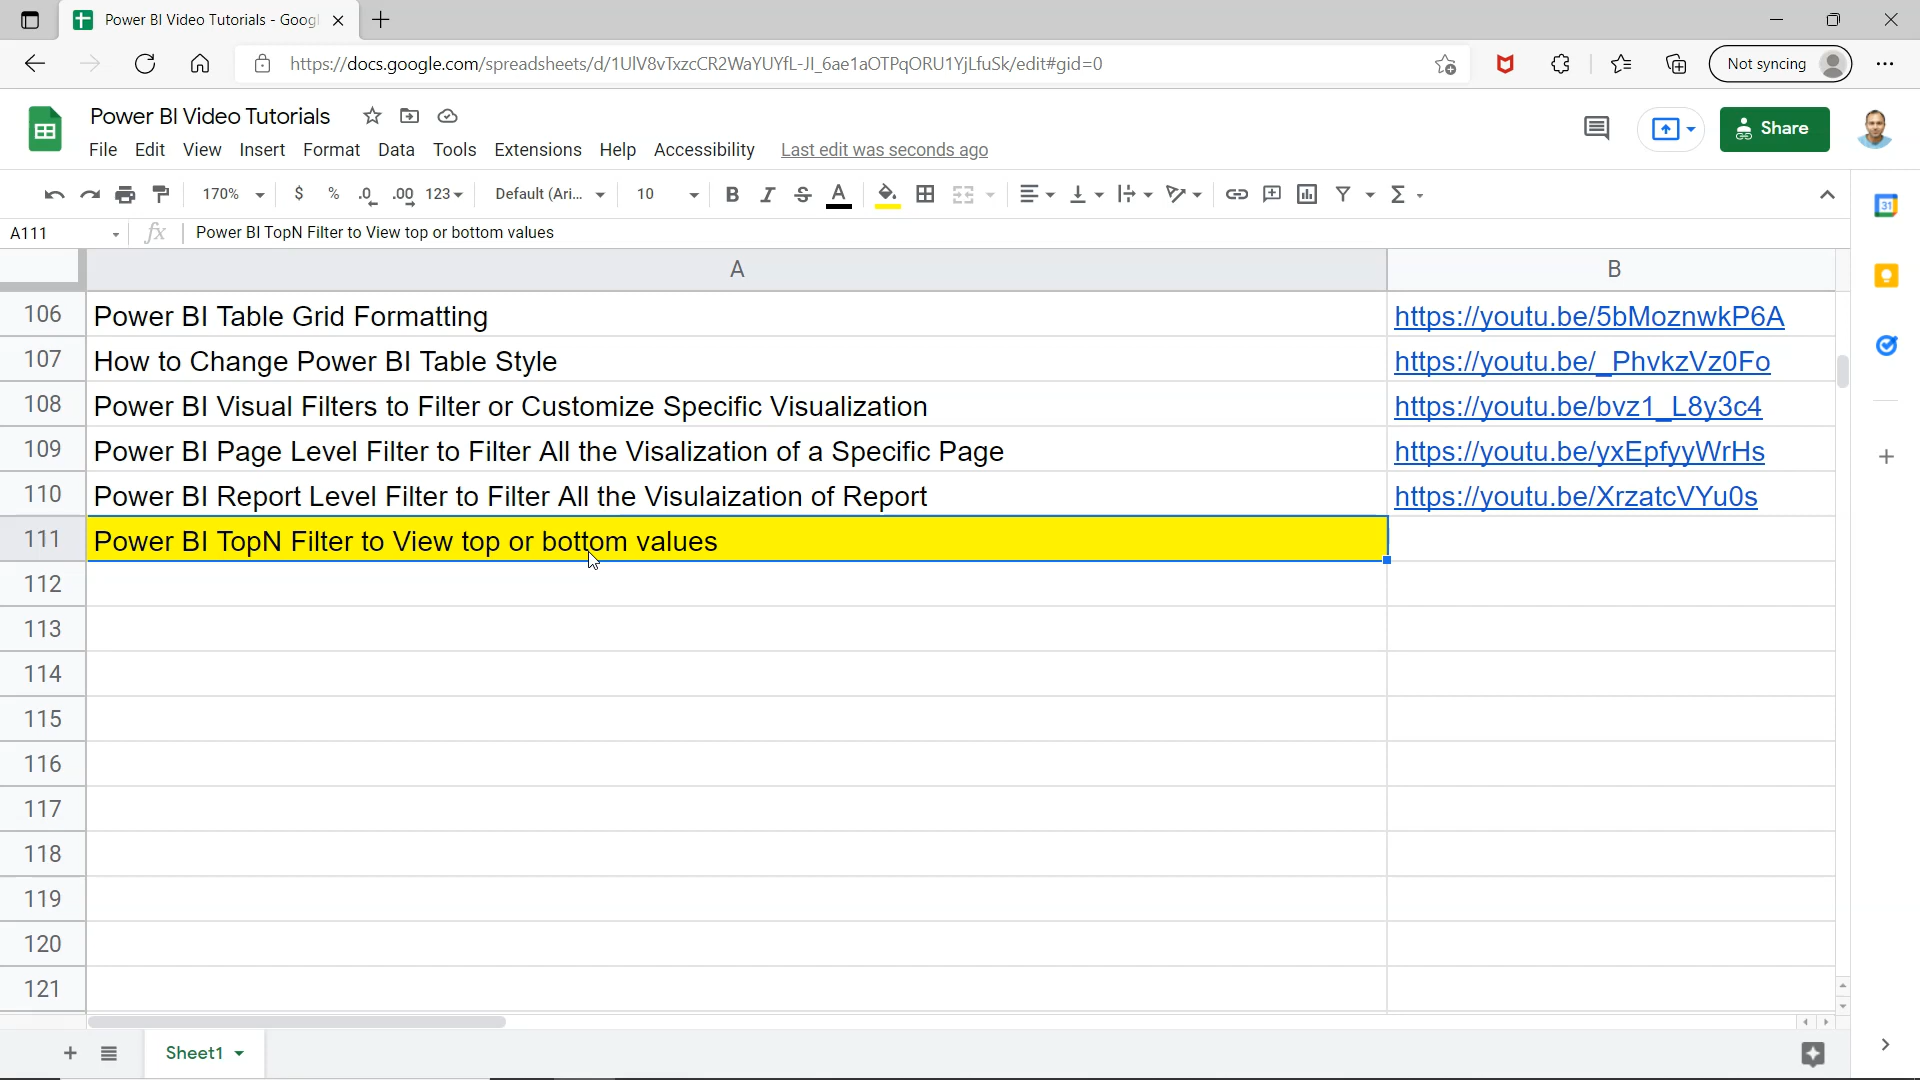 Power BI Video Tutorials - Goog
https://docs.google.com/spreadsheets/d/1UlV8vTxzcCR2WaYUYfL-Jl_6ae1aOTPqORU1YjLfuSk/edit#gid=0
Not syncing
Power BI Video Tutorials
File Edit View Insert Format Data Tools Extensions Help Accessibility Last edit was seconds ago
Share
170% $ % .0 .00 123 Default (Ari... 10 B I S A
31
A111 fx Power BI TopN Filter to View top or bottom values
A B
106 Power BI Table Grid Formatting https://youtu.be/5bMoznwkP6A
107 How to Change Power BI Table Style https://youtu.be/_PhvkzVz0Fo
108 Power BI Visual Filters to Filter or Customize Specific Visualization https://youtu.be/bvz1_L8y3c4
109 Power BI Page Level Filter to Filter All the Visalization of a Specific Page https://youtu.be/yxEpfyyWrHs
110 Power BI Report Level Filter to Filter All the Visulaization of Report https://youtu.be/XrzatcVYu0s
111 Power BI TopN Filter to View top or bottom values
112
113
114
115
116
117
118
119
120
121
Sheet1